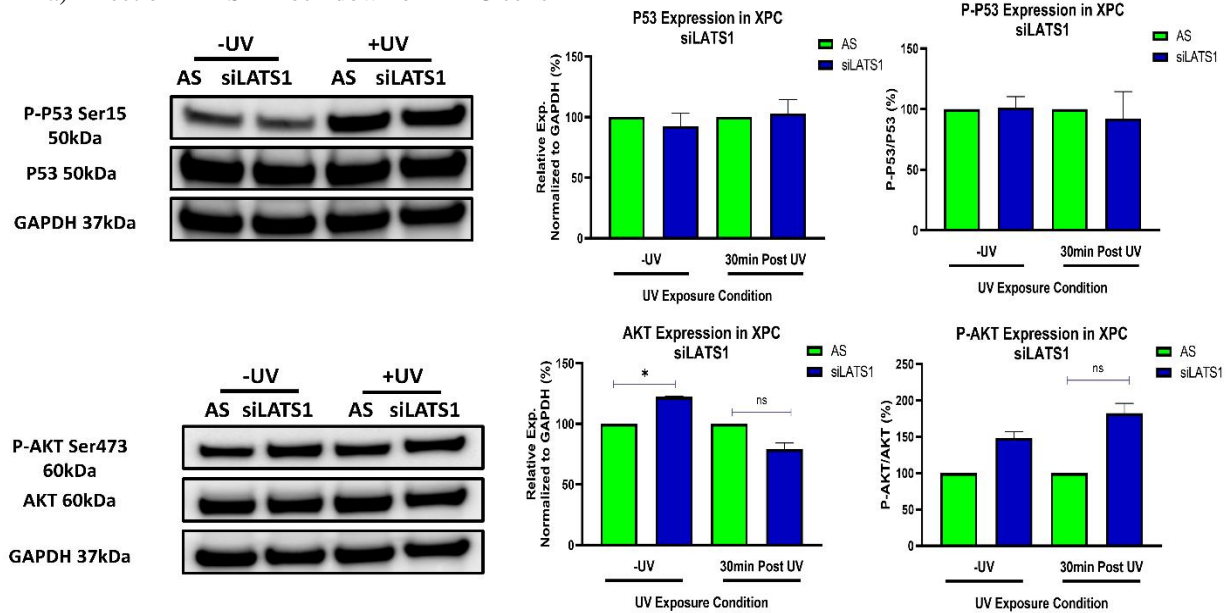 P53 Expression in XPC
siLATS1
AS
siLATS1
Relative Exp.
Normalized to GAPDH (%)
150
100
50
0
-UV
30min Post UV
UV Exposure Condition
P-P53 Expression in XPC
siLATS1
AS
siLATS1
P-P53/P53 (%)
150
100
50
0
-UV
30min Post UV
UV Exposure Condition
-UV
+UV
AS siLATS1
AS siLATS1
P-P53 Ser15
50kDa
P53 50kDa
GAPDH 37kDa
-UV
+UV
AS siLATS1
AS siLATS1
P-AKT Ser473
60kDa
AKT 60kDa
GAPDH 37kDa
AKT Expression in XPC
siLATS1
AS
siLATS1
Relative Exp.
Normalized to GAPDH (%)
150
100
50
0
*
ns
-UV
30min Post UV
UV Exposure Condition
P-AKT Expression in XPC
siLATS1
AS
siLATS1
P-AKT/AKT (%)
250
200
150
100
50
0
ns
-UV
30min Post UV
UV Exposure Condition